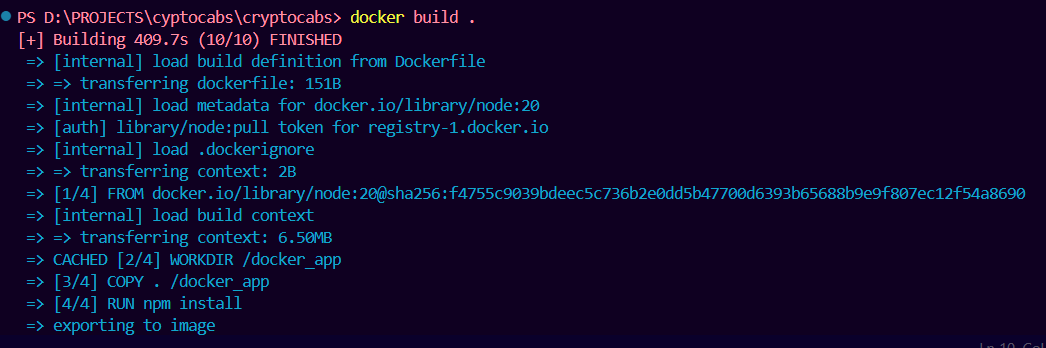 PS D:\PROJECTS\cyptocabs\cryptocabs> docker build .
[+] Building 409.7s (10/10) FINISHED
=> [internal] load build definition from Dockerfile
=> => transferring dockerfile: 151B
=> [internal] load metadata for docker.io/library/node:20
=> [auth] library/node:pull token for registry-1.docker.io
=> [internal] load .dockerignore
=> => transferring context: 2B
=> [1/4] FROM docker.io/library/node:20@sha256:f4755c9039bdeec5c736b2e0dd5b47700d6393b65688b9e9f807ec12f54a8690
=> [internal] load build context
=> => transferring context: 6.50MB
=> CACHED [2/4] WORKDIR /docker_app
=> [3/4] COPY . /docker_app
=> [4/4] RUN npm install
=> exporting to image